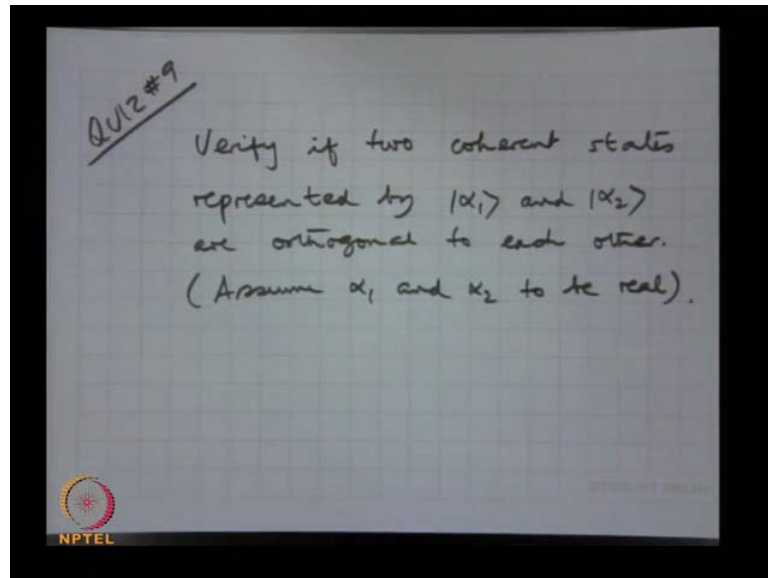 QUIZ #9
Verify if two coherent states
represented by |α₁⟩ and |α₂⟩
are orthogonal to each other.
(Assume α₁ and α₂ to be real).
NPTEL